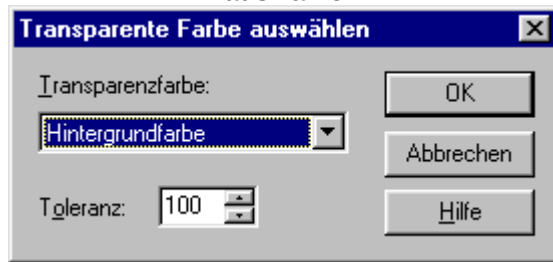 Transparente Farbe auswählen
Transparenzfarbe:
Hintergrundfarbe
Toleranz: 100
OK
Abbrechen
Hilfe